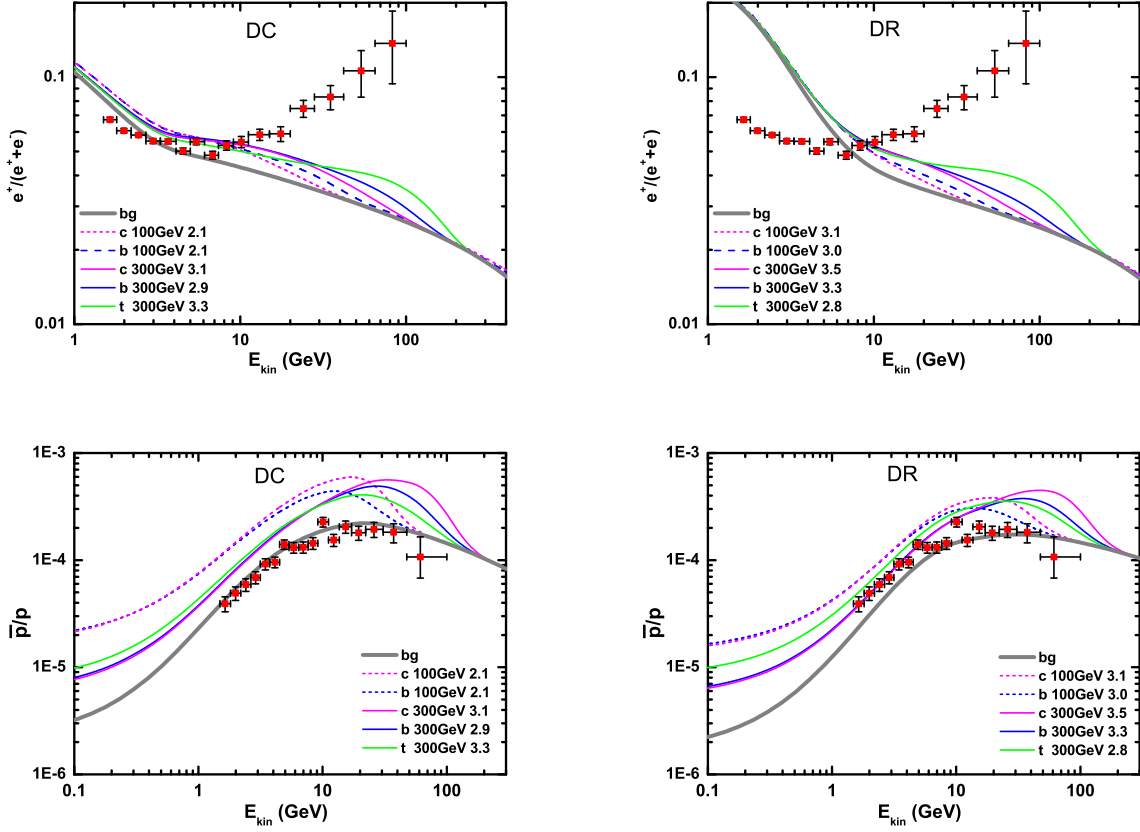 DC
0.1
0.01
e⁺/(e⁺+e⁻)
bg
c 100GeV 2.1
b 100GeV 2.1
c 300GeV 3.1
b 300GeV 2.9
t 300GeV 3.3
1 10 100
E_kin (GeV)
DR
0.1
0.01
e⁺/(e⁺+e⁻)
bg
c 100GeV 3.1
b 100GeV 3.0
c 300GeV 3.5
b 300GeV 3.3
t 300GeV 2.8
1 10 100
E_kin (GeV)
DC
1E-3
1E-4
1E-5
1E-6
p̅/p
bg
c 100GeV 2.1
b 100GeV 2.1
c 300GeV 3.1
b 300GeV 2.9
t 300GeV 3.3
0.1 1 10 100
E_kin (GeV)
DR
1E-3
1E-4
1E-5
1E-6
p̅/p
bg
c 100GeV 3.1
b 100GeV 3.0
c 300GeV 3.5
b 300GeV 3.3
t 300GeV 2.8
0.1 1 10 100
E_kin (GeV)